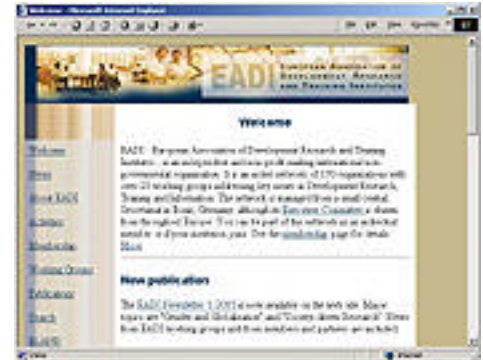 Welcome - Microsoft Internet Explorer
EADI
EUROPEAN ASSOCIATION OF
DEVELOPMENT RESEARCH
AND TRAINING INSTITUTES
Welcome
Welcome
News
About EADI
Activities
Membership
Working Groups
Publications
Search
EADI - European Association of Development Research and Training
Institutes - is an independent and non-profit making international non-
governmental organisation. It is an united network of 170 organisations with
over 20 working groups addressing key issues in Development Research,
Training and Information. The network is managed from a small central
Secretariat in Bonn, Germany although its Executive Committee is drawn
from throughout Europe. You can be part of the network as an individual
member or if your institution joins. See the membership page for details.
More
New publication
The EADI Newsletter 1-2002 is now available on the web site. Major
topics are "Gender and Globalisation" and "Society driven Research". News
from EADI working groups and from members and partners are included.